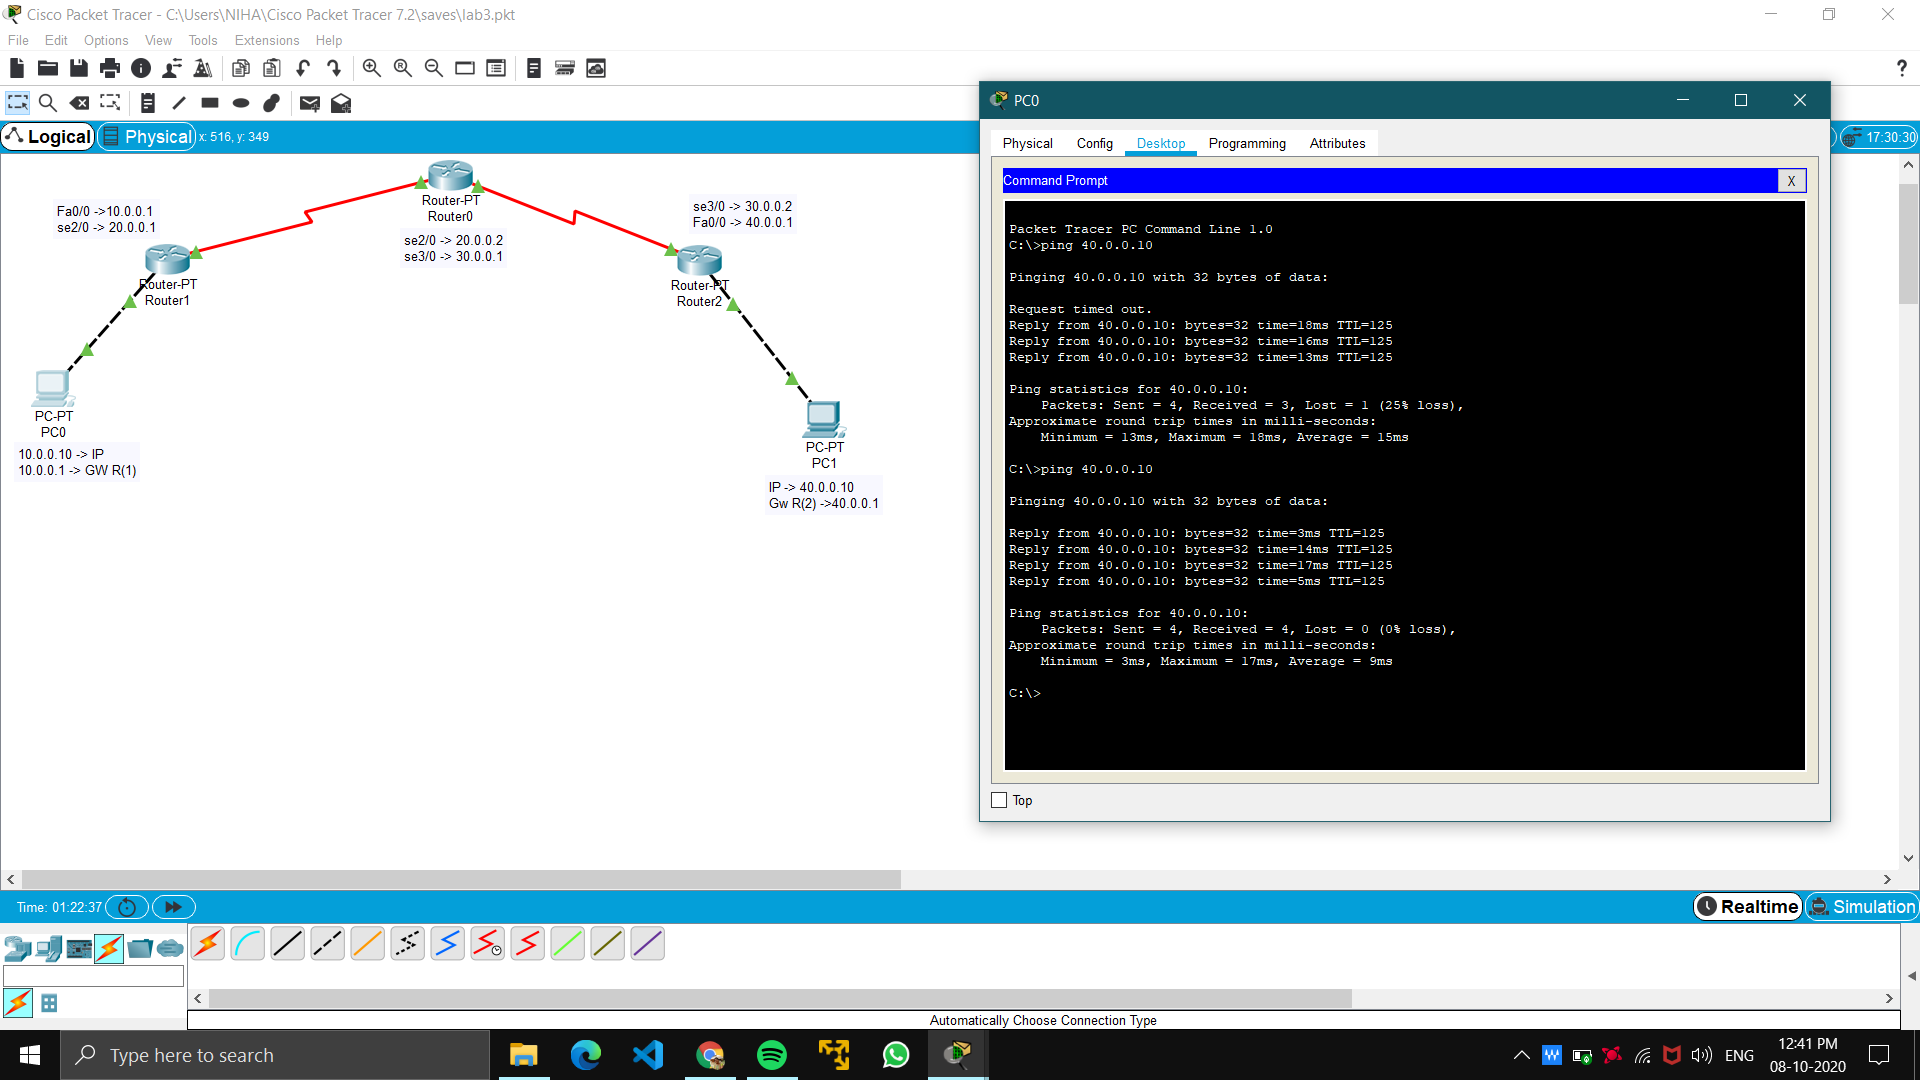 Cisco Packet Tracer - C:\Users\NIHA\Cisco Packet Tracer 7.2\saves\lab3.pkt
File Edit Options View Tools Extensions Help
?
Logical Physical x: 516, y: 349
17:30:30
Fa0/0 ->10.0.0.1
se2/0 -> 20.0.0.1
Router-PT
Router0
se2/0 -> 20.0.0.2
se3/0 -> 30.0.0.1
se3/0 -> 30.0.0.2
Fa0/0 -> 40.0.0.1
Router-PT
Router1
Router-PT
Router2
PC-PT
PC0
10.0.0.10 -> IP
10.0.0.1 -> GW R(1)
PC-PT
PC1
IP -> 40.0.0.10
Gw R(2) ->40.0.0.1
PC0
Physical Config Desktop Programming Attributes
Command Prompt
X
Packet Tracer PC Command Line 1.0
C:\>ping 40.0.0.10
Pinging 40.0.0.10 with 32 bytes of data:
Request timed out.
Reply from 40.0.0.10: bytes=32 time=18ms TTL=125
Reply from 40.0.0.10: bytes=32 time=16ms TTL=125
Reply from 40.0.0.10: bytes=32 time=13ms TTL=125
Ping statistics for 40.0.0.10:
Packets: Sent = 4, Received = 3, Lost = 1 (25% loss),
Approximate round trip times in milli-seconds:
Minimum = 13ms, Maximum = 18ms, Average = 15ms
C:\>ping 40.0.0.10
Pinging 40.0.0.10 with 32 bytes of data:
Reply from 40.0.0.10: bytes=32 time=3ms TTL=125
Reply from 40.0.0.10: bytes=32 time=14ms TTL=125
Reply from 40.0.0.10: bytes=32 time=17ms TTL=125
Reply from 40.0.0.10: bytes=32 time=5ms TTL=125
Ping statistics for 40.0.0.10:
Packets: Sent = 4, Received = 4, Lost = 0 (0% loss),
Approximate round trip times in milli-seconds:
Minimum = 3ms, Maximum = 17ms, Average = 9ms
C:\>
Top
Time: 01:22:37
Realtime Simulation
Automatically Choose Connection Type
Type here to search
ENG
12:41 PM
08-10-2020